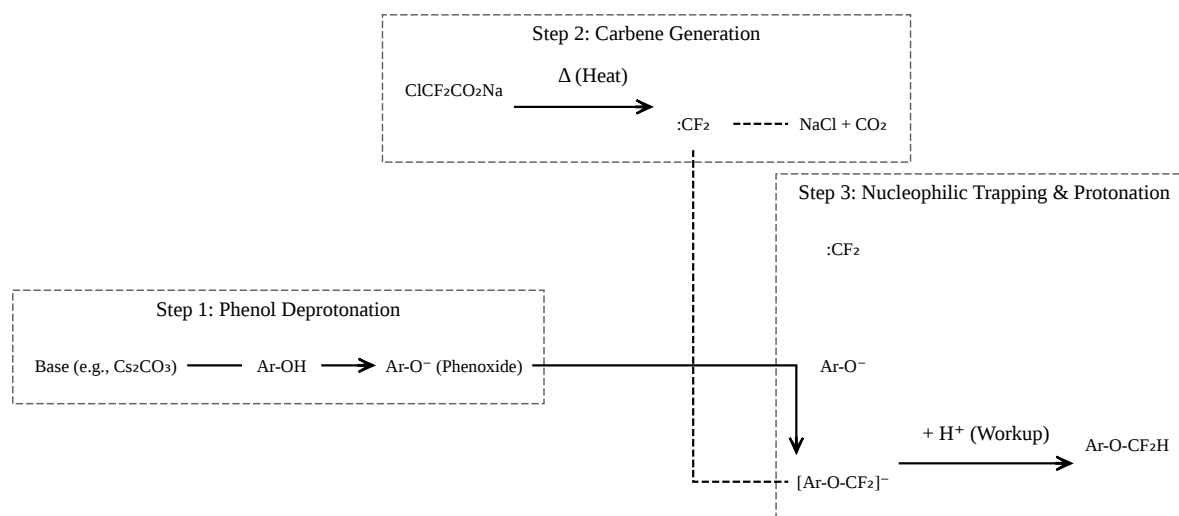 Step 2: Carbene Generation
Δ (Heat)
ClCF₂CO₂Na
:CF₂
NaCl + CO₂
Step 3: Nucleophilic Trapping & Protonation
:CF₂
Step 1: Phenol Deprotonation
Base (e.g., Cs₂CO₃)
Ar-OH
Ar-O⁻ (Phenoxide)
Ar-O⁻
+ H⁺ (Workup)
Ar-O-CF₂H
[Ar-O-CF₂]⁻